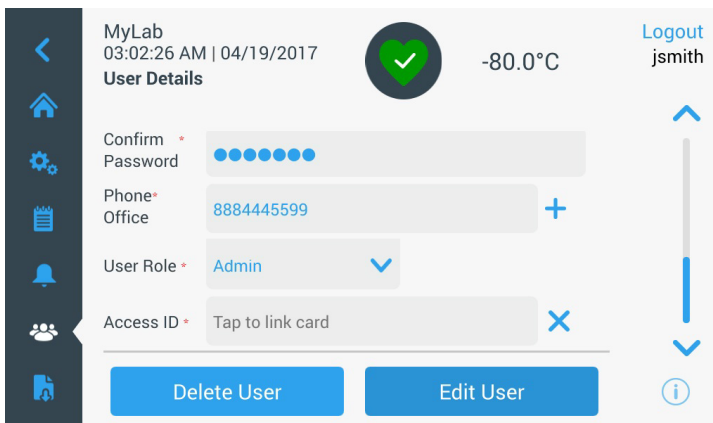 MyLab
03:02:26 AM | 04/19/2017
User Details
-80.0°C
Logout
jsmith
Confirm *
Password
Phone*
Office
8884445599
User Role *
Admin
Access ID *
Tap to link card
Delete User
Edit User
i